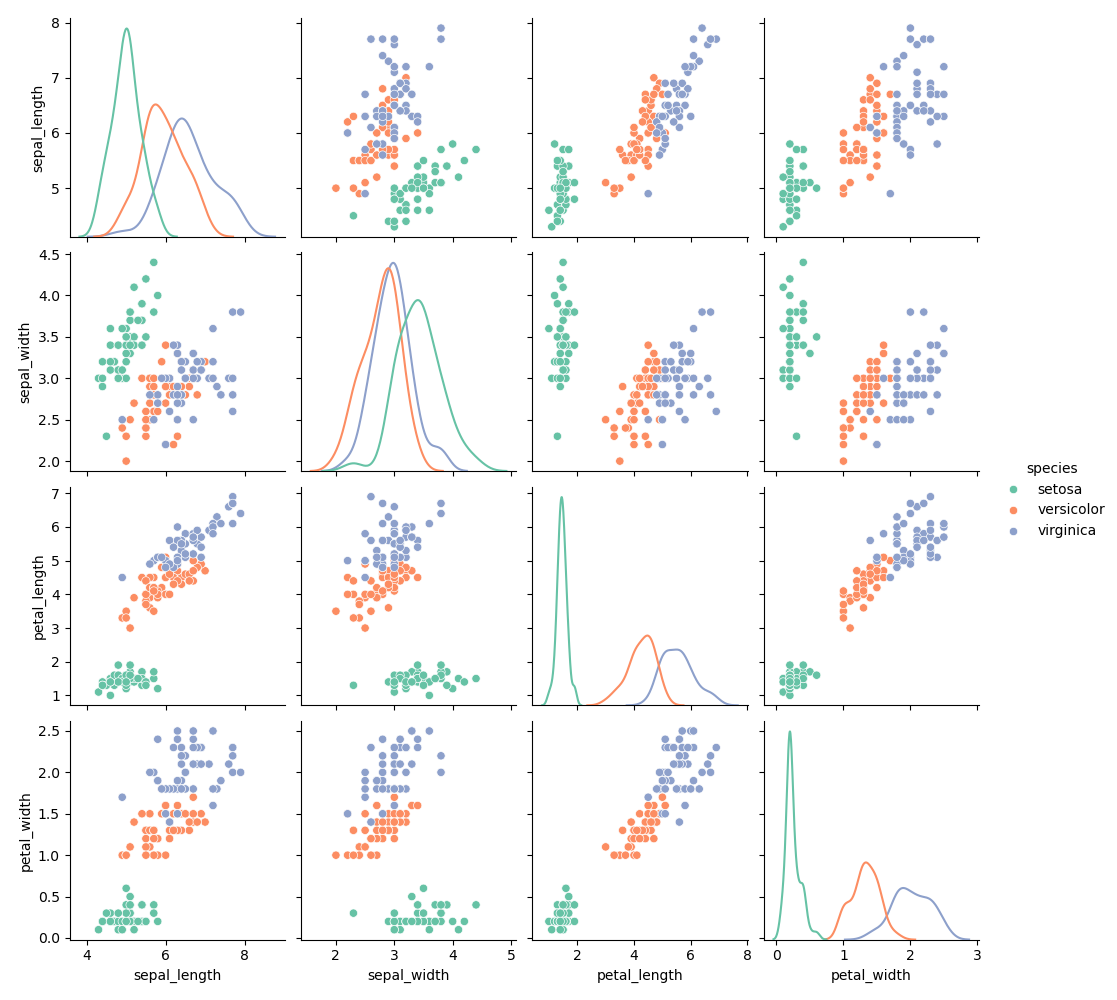 8
7
6
5
sepal_length
4.5
4.0
3.5
3.0
2.5
2.0
sepal_width
species
setosa
versicolor
virginica
7
6
5
4
3
2
1
petal_length
2.5
2.0
1.5
1.0
0.5
0.0
petal_width
4 6 8 2 3 4 5 2 4 6 8 0 1 2 3
sepal_length sepal_width petal_length petal_width